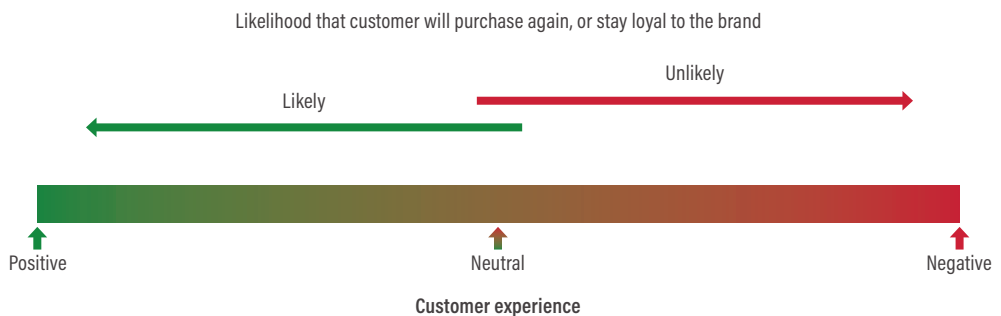 Likelihood that customer will purchase again, or stay loyal to the brand
Unlikely
Likely
Positive
Neutral
Negative
Customer experience